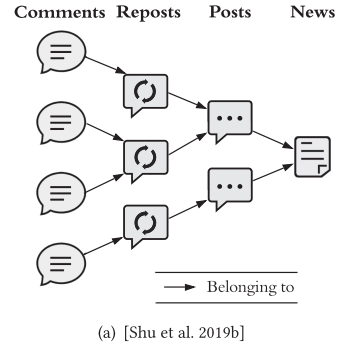 Comments Reposts Posts News
Belonging to
(a) [Shu et al. 2019b]